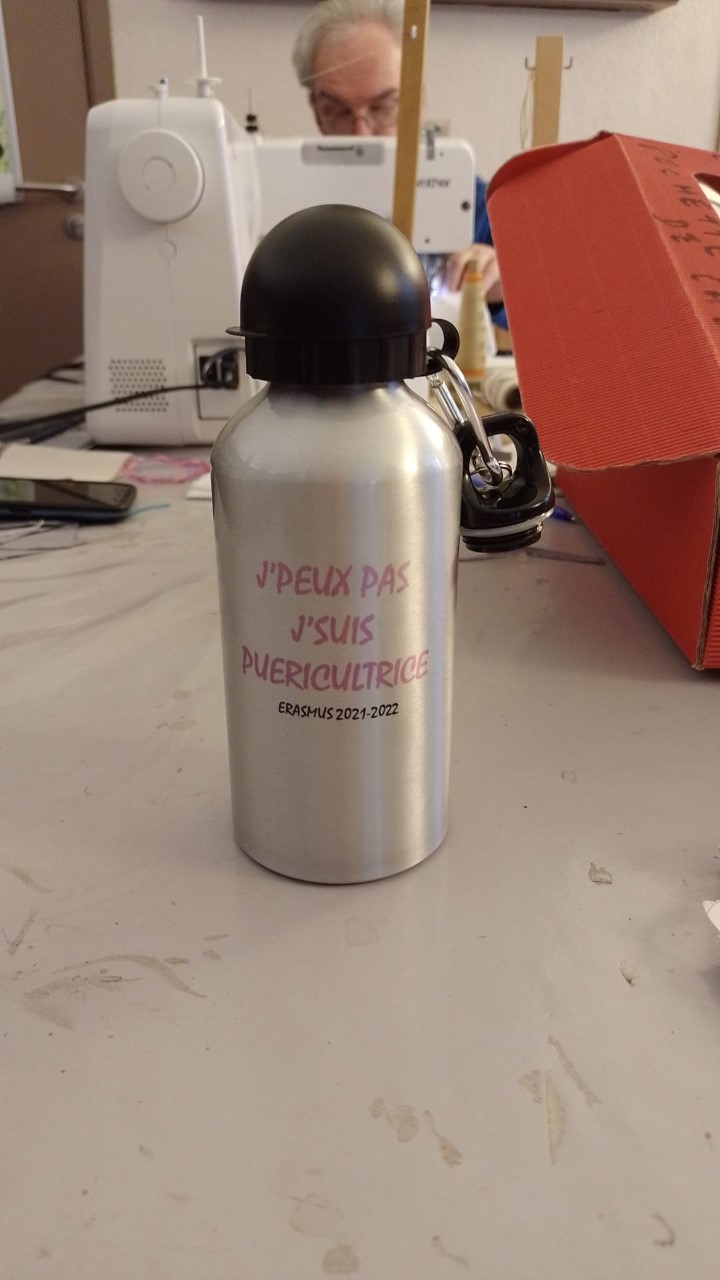 J'PEUX PAS
J'SUIS
PUERICULTRICE
ERASMUS 2021-2022